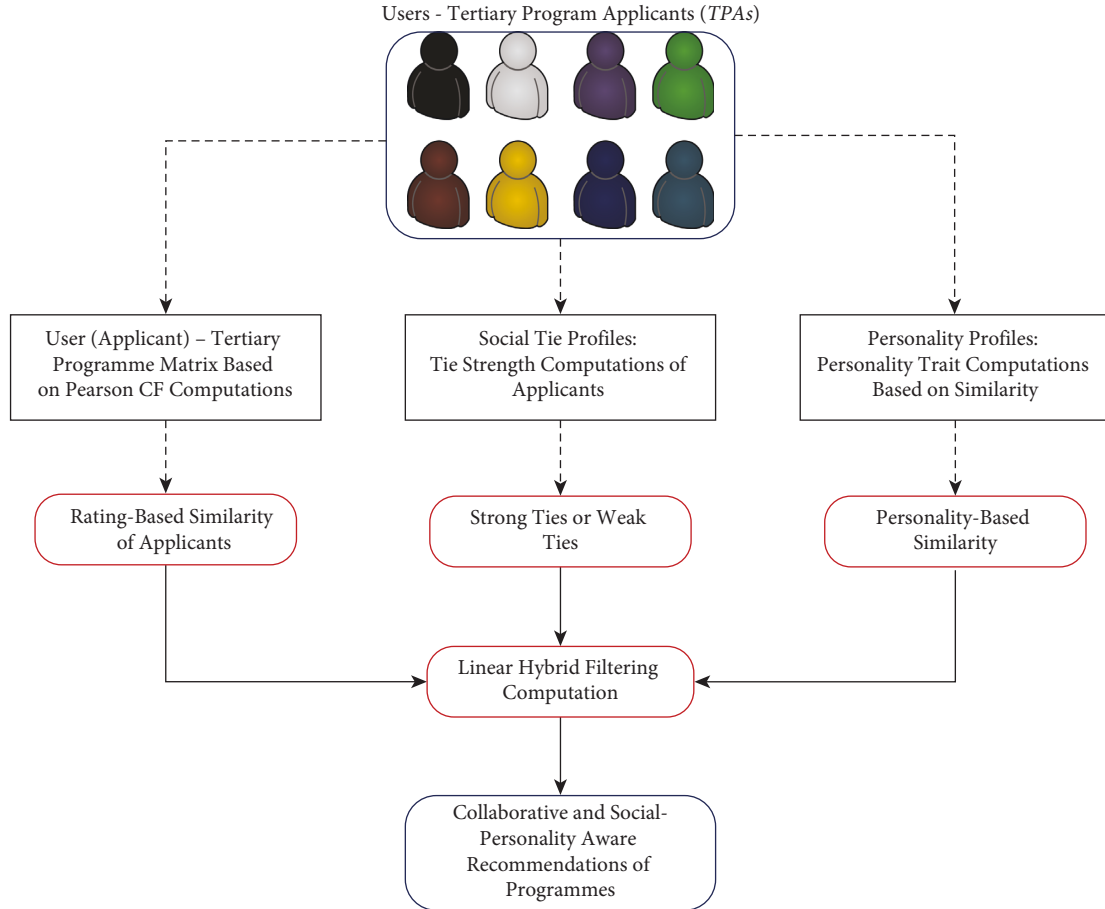 Users - Tertiary Program Applicants (TPAs)
User (Applicant) – Tertiary
Programme Matrix Based
on Pearson CF Computations
Social Tie Profiles:
Tie Strength Computations of
Applicants
Personality Profiles:
Personality Trait Computations
Based on Similarity
Rating-Based Similarity
of Applicants
Strong Ties or Weak
Ties
Personality-Based
Similarity
Linear Hybrid Filtering
Computation
Collaborative and Social-
Personality Aware
Recommendations of
Programmes